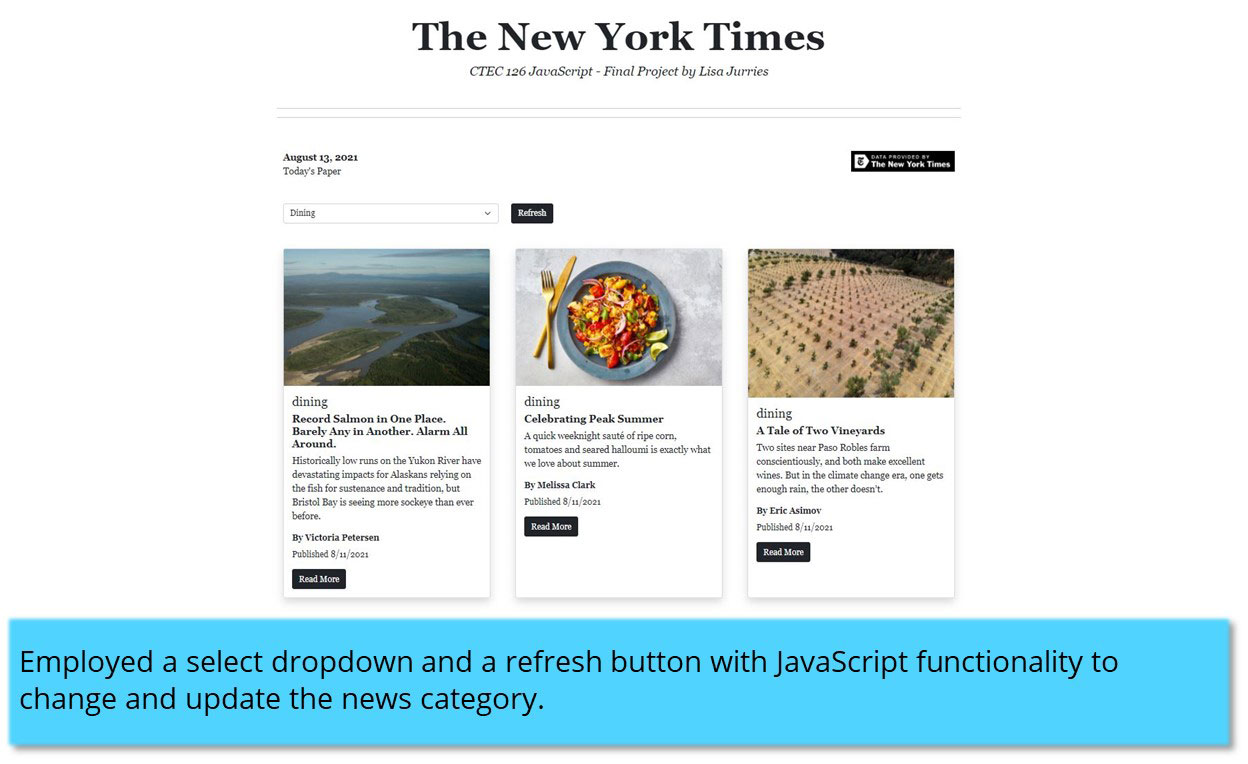 The New York Times
CTEC 126 JavaScript - Final Project by Lisa Jurries
August 13, 2021
Today's Paper
DATA PROVIDED BY
The New York Times
Dining
Refresh
dining
Record Salmon in One Place.
Barely Any in Another. Alarm All
Around.
Historically low runs on the Yukon River have
devastating impacts for Alaskans relying on
the fish for sustenance and tradition, but
Bristol Bay is seeing more sockeye than ever
before.
By Victoria Petersen
Published 8/11/2021
Read More
dining
Celebrating Peak Summer
A quick weeknight sauté of ripe corn,
tomatoes and seared halloumi is exactly what
we love about summer.
By Melissa Clark
Published 8/11/2021
Read More
dining
A Tale of Two Vineyards
Two sites near Paso Robles farm
conscientiously, and both make excellent
wines. But in the climate change era, one gets
enough rain, the other doesn't.
By Eric Asimov
Published 8/11/2021
Read More
Employed a select dropdown and a refresh button with JavaScript functionality to
change and update the news category.